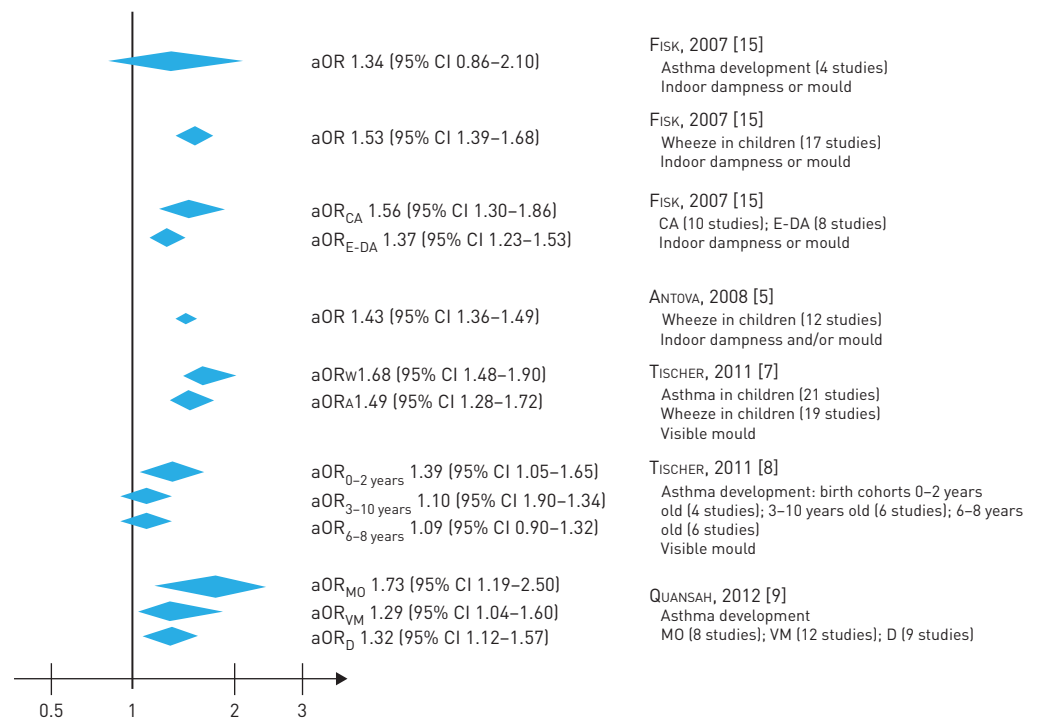 aOR 1.34 (95% CI 0.86–2.10)
Fisk, 2007 [15]
Asthma development (4 studies)
Indoor dampness or mould
aOR 1.53 (95% CI 1.39–1.68)
Fisk, 2007 [15]
Wheeze in children (17 studies)
Indoor dampness or mould
aOR_CA 1.56 (95% CI 1.30–1.86)
aOR_E-DA 1.37 (95% CI 1.23–1.53)
Fisk, 2007 [15]
CA (10 studies); E-DA (8 studies)
Indoor dampness or mould
aOR 1.43 (95% CI 1.36–1.49)
Antova, 2008 [5]
Wheeze in children (12 studies)
Indoor dampness and/or mould
aORw1.68 (95% CI 1.48–1.90)
aORA1.49 (95% CI 1.28–1.72)
Tischer, 2011 [7]
Asthma in children (21 studies)
Wheeze in children (19 studies)
Visible mould
aOR_0–2 years 1.39 (95% CI 1.05–1.65)
aOR_3–10 years 1.10 (95% CI 1.90–1.34)
aOR_6–8 years 1.09 (95% CI 0.90–1.32)
Tischer, 2011 [8]
Asthma development: birth cohorts 0–2 years
old (4 studies); 3–10 years old (6 studies); 6–8 years
old (6 studies)
Visible mould
aOR_MO 1.73 (95% CI 1.19–2.50)
aOR_VM 1.29 (95% CI 1.04–1.60)
aOR_D 1.32 (95% CI 1.12–1.57)
Quansah, 2012 [9]
Asthma development
MO (8 studies); VM (12 studies); D (9 studies)
0.5 1 2 3